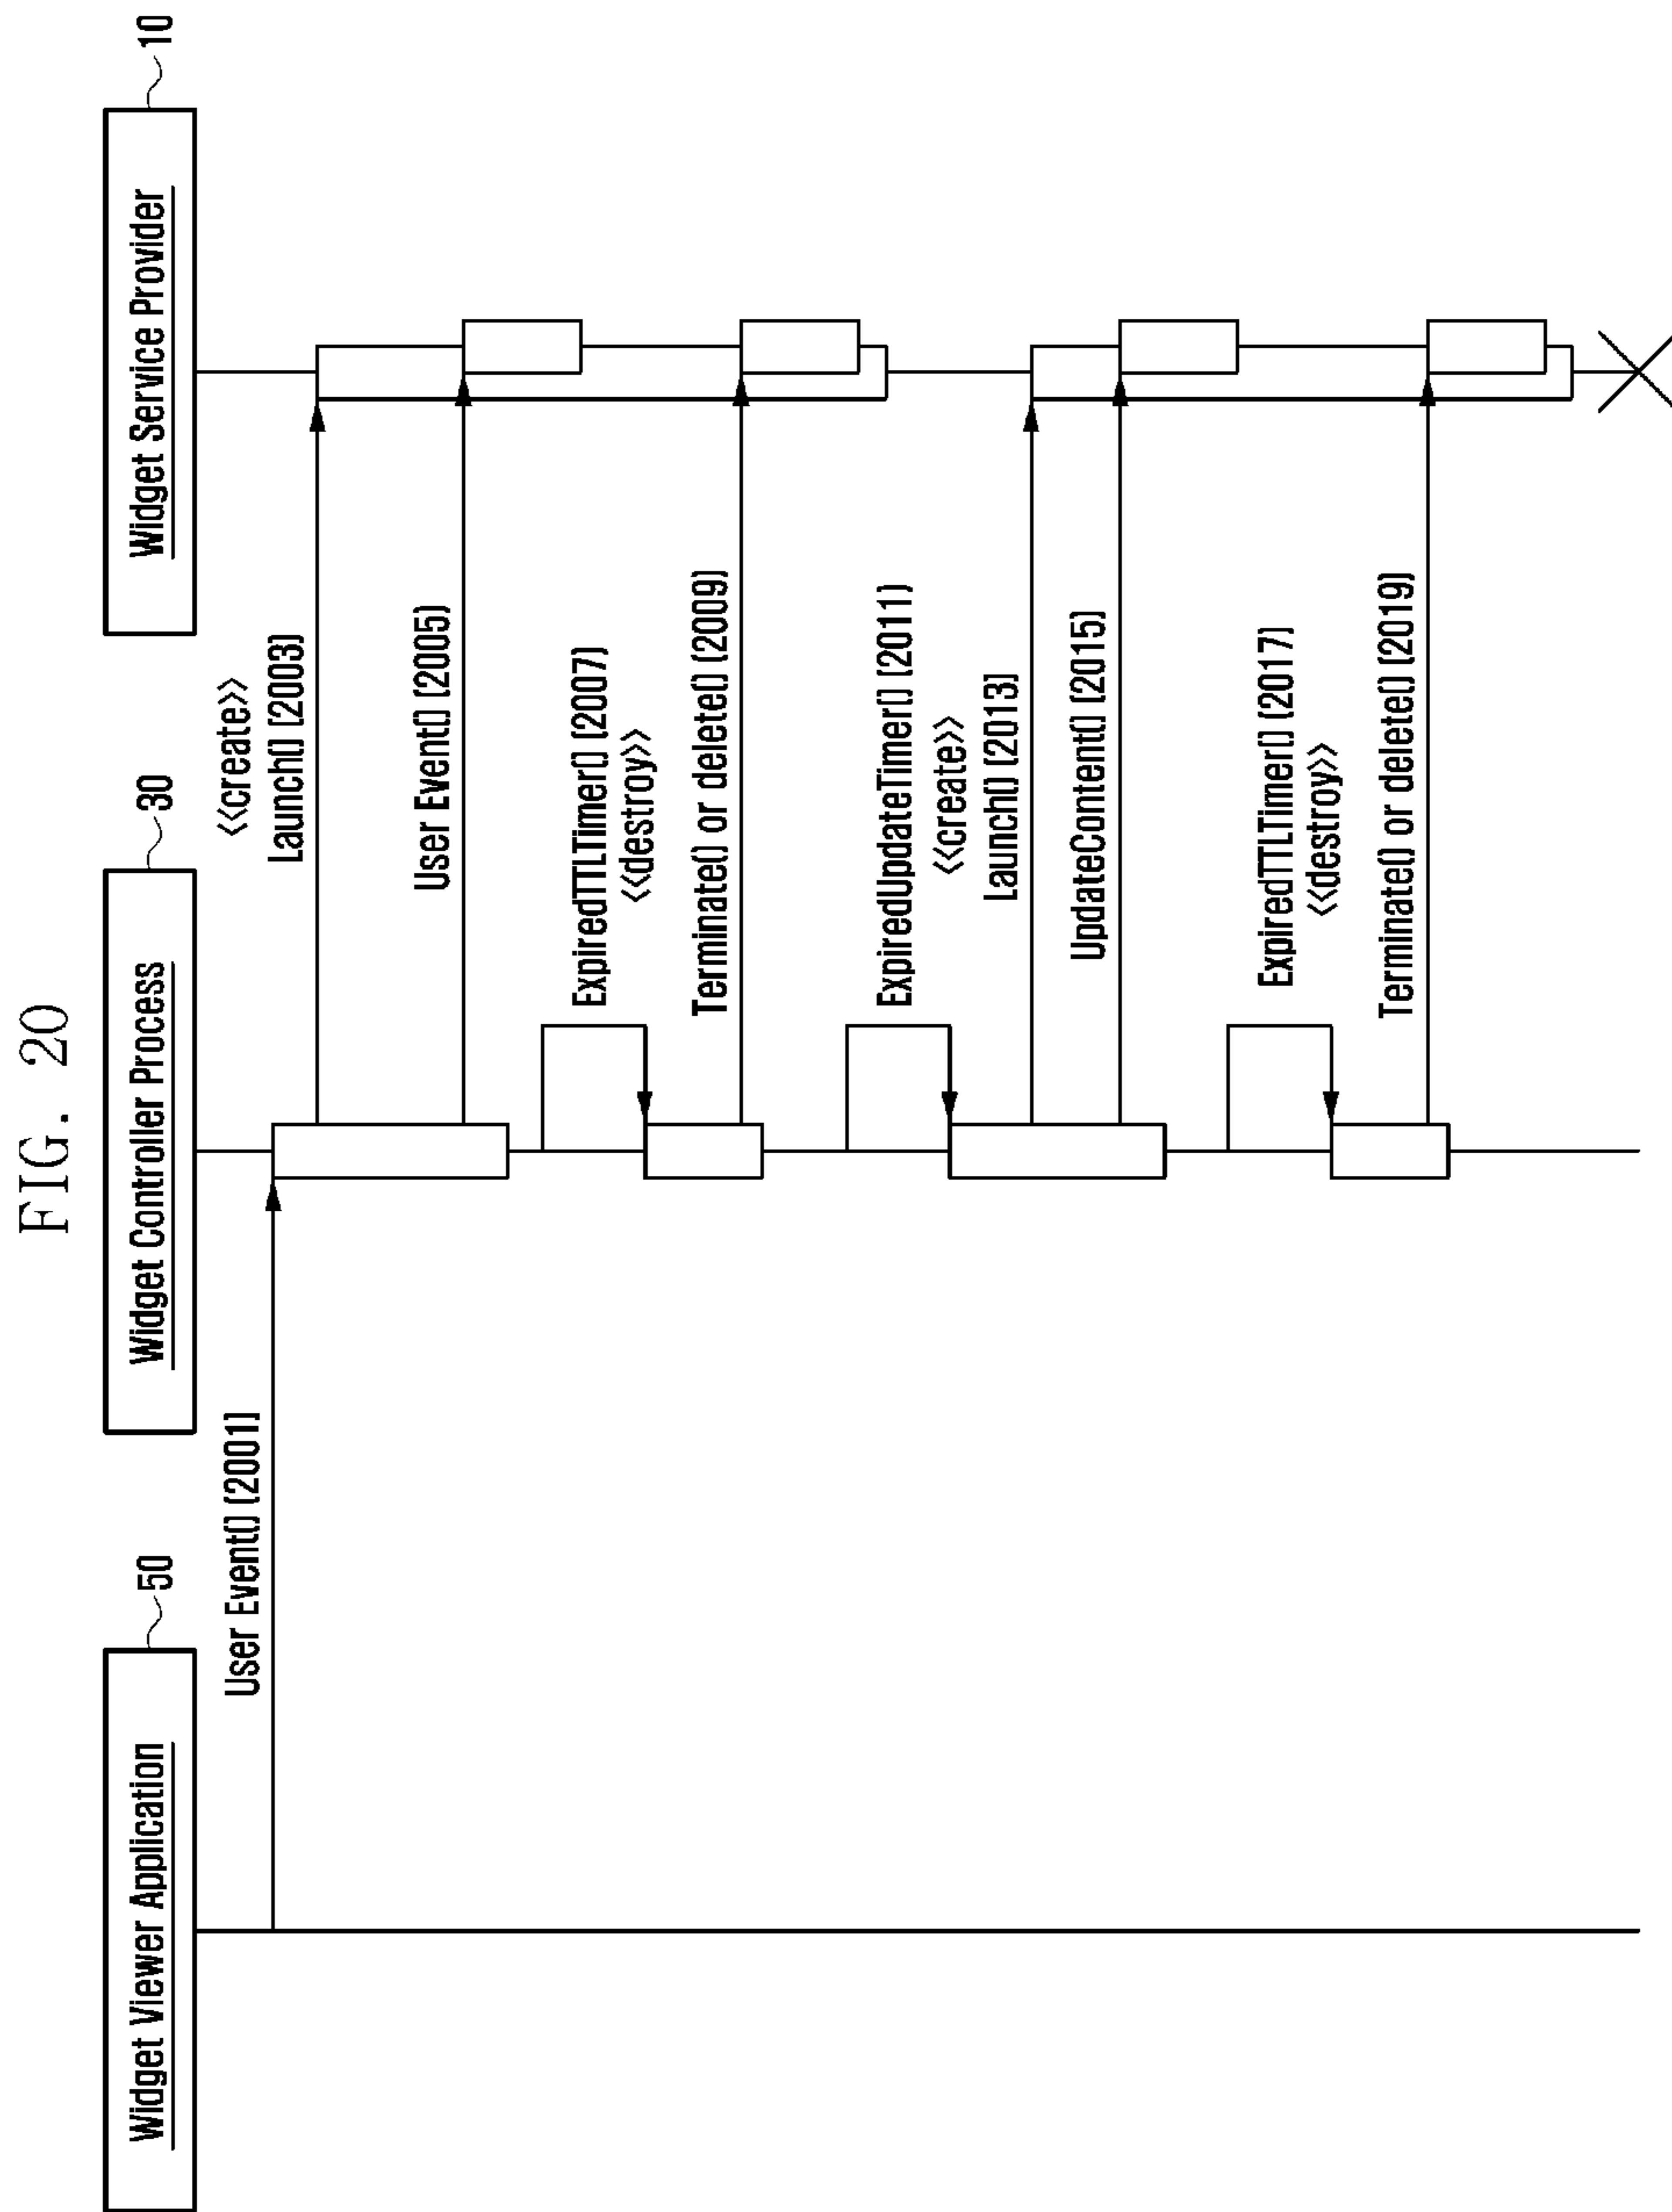 FIG. 20
Widget Viewer Application
50
Widget Controller Process
30
Widget Service Provider
10
User Event() (2001)
<<create>>
Launch() (2003)
User Event() (2005)
ExpiredTTLTimer() (2007)
<<destroy>>
Terminate() or delete() (2009)
ExpiredUpdateTimer() (2011)
<<create>>
Launch() (2013)
UpdateContent() (2015)
ExpiredTTLTimer() (2017)
<<destroy>>
Terminate() or delete() (2019)